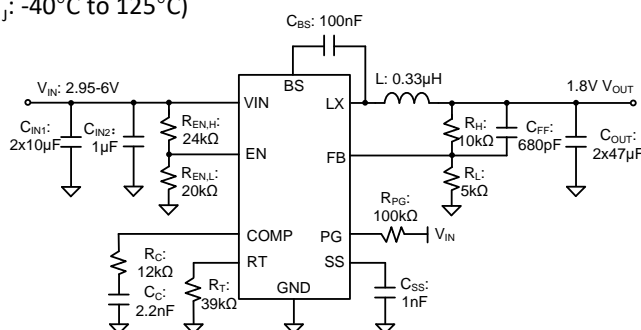 J: -40°C to 125°C)
CBS: 100nF
BS
VIN: 2.95-6V
VIN
LX
L: 0.33µH
1.8V VOUT
CIN1:
2x10µF
CIN2:
1µF
REN,H:
24kΩ
EN
REN,L:
20kΩ
FB
RH:
10kΩ
CFF:
680pF
COUT:
2x47µF
RL:
5kΩ
RPG:
100kΩ
COMP
PG
VIN
RC:
12kΩ
RT
SS
CC:
2.2nF
RT:
39kΩ
GND
CSS:
1nF